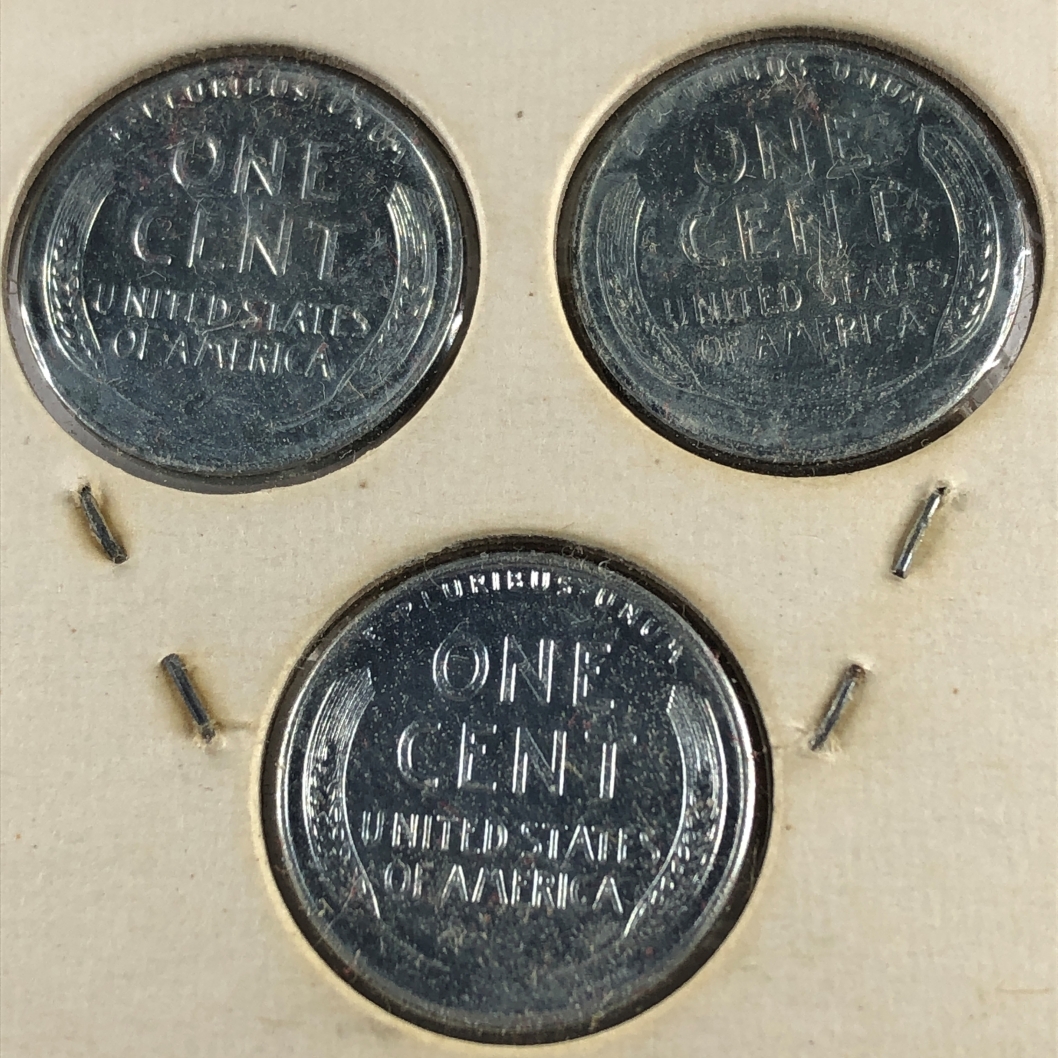 E·PLURIBUS·UNUM
ONE
CENT
UNITED STATES
OF AMERICA
PLURIBUS·UNUM
ONE
CENT
UNITED STATES
OF AMERICA
E·PLURIBUS·UNUM
ONE
CENT
UNITED STATES
OF AMERICA